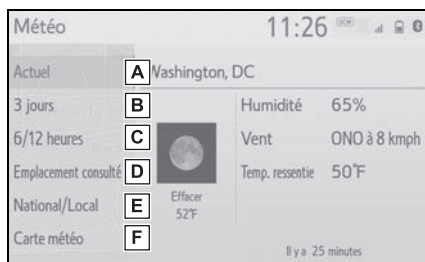 Météo 11:26 DCM
Actuel A Washington, DC
3 jours B Humidité 65%
6/12 heures C Vent ONO à 8 kmph
Emplacement consulté D Temp. ressentie 50°F
Effacer
National/Local E 52°F
Carte météo F
Il y a 25 minutes